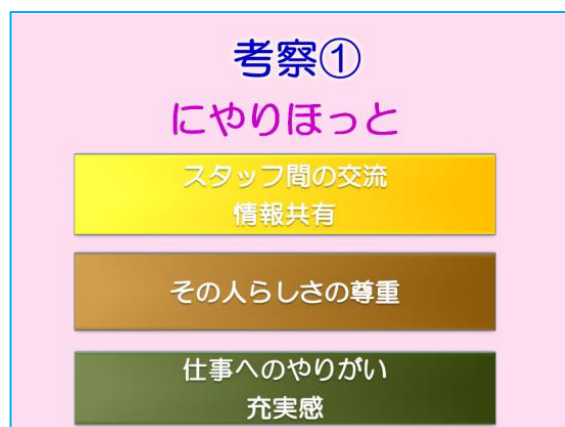 考察①
にやりほっと
スタッフ間の交流
情報共有
その人らしさの尊重
仕事へのやりがい
充実感